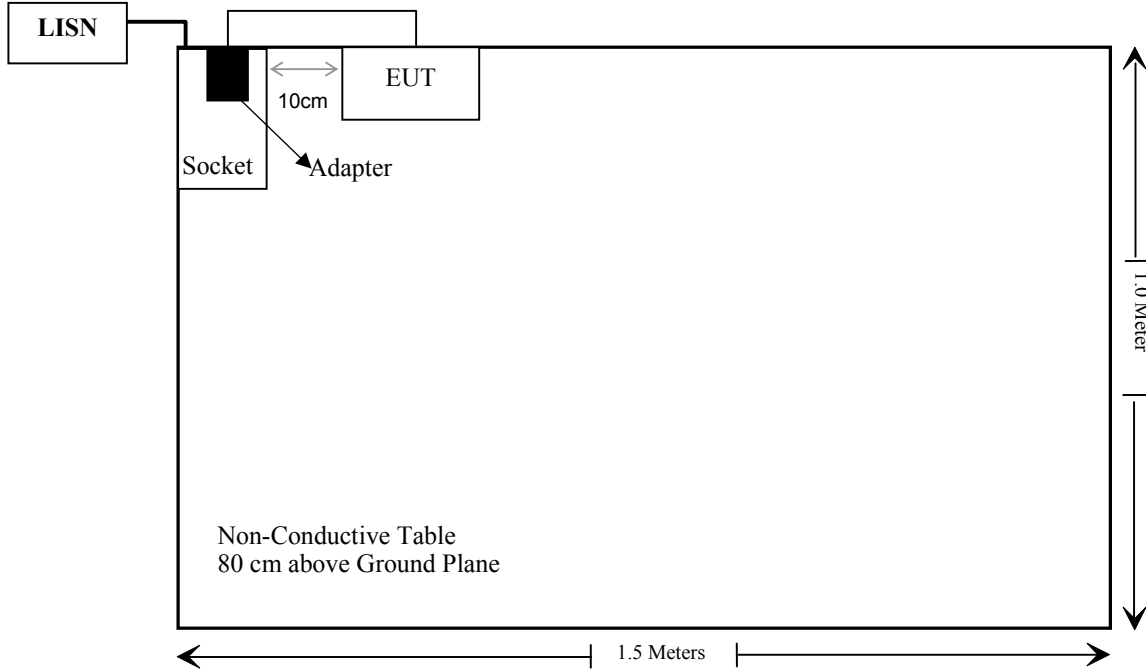 LISN
EUT
10cm
Socket
Adapter
1.0 Meter
Non-Conductive Table
80 cm above Ground Plane
1.5 Meters